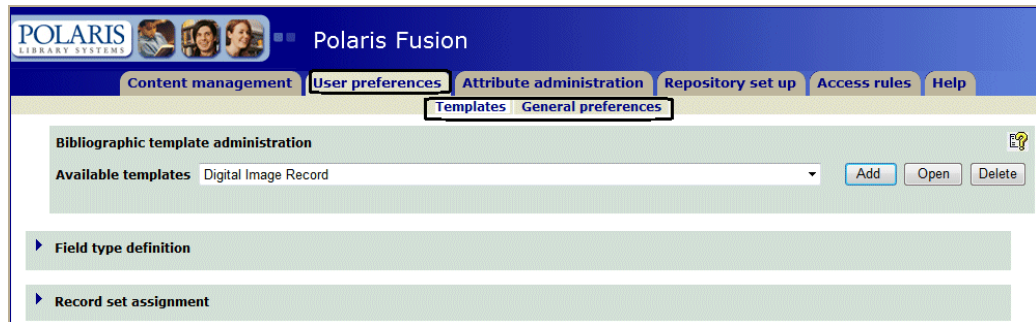 POLARIS
LIBRARY SYSTEMS
Polaris Fusion
Content management User preferences Attribute administration Repository set up Access rules Help
Templates General preferences
Bibliographic template administration
Available templates Digital Image Record Add Open Delete
Field type definition
Record set assignment